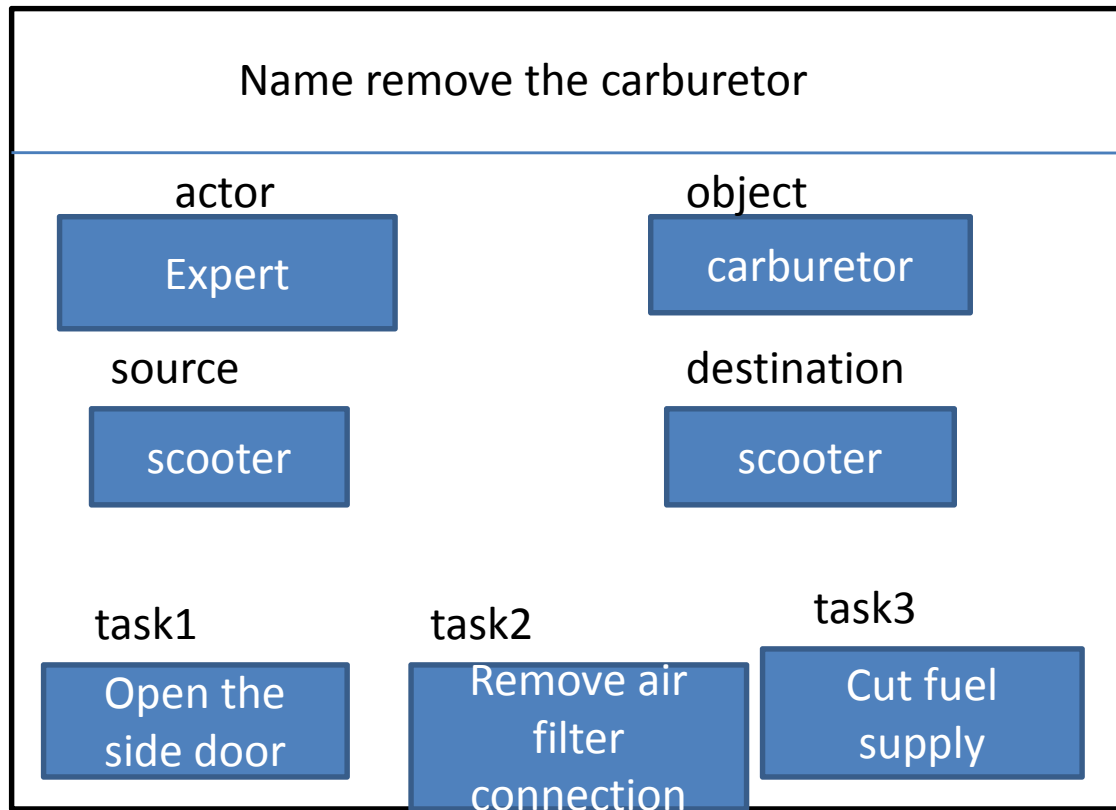 Name remove the carburetor
actor
object
Expert
carburetor
source
destination
scooter
scooter
task1
task2
task3
Open the
side door
Remove air
filter
connection
Cut fuel
supply